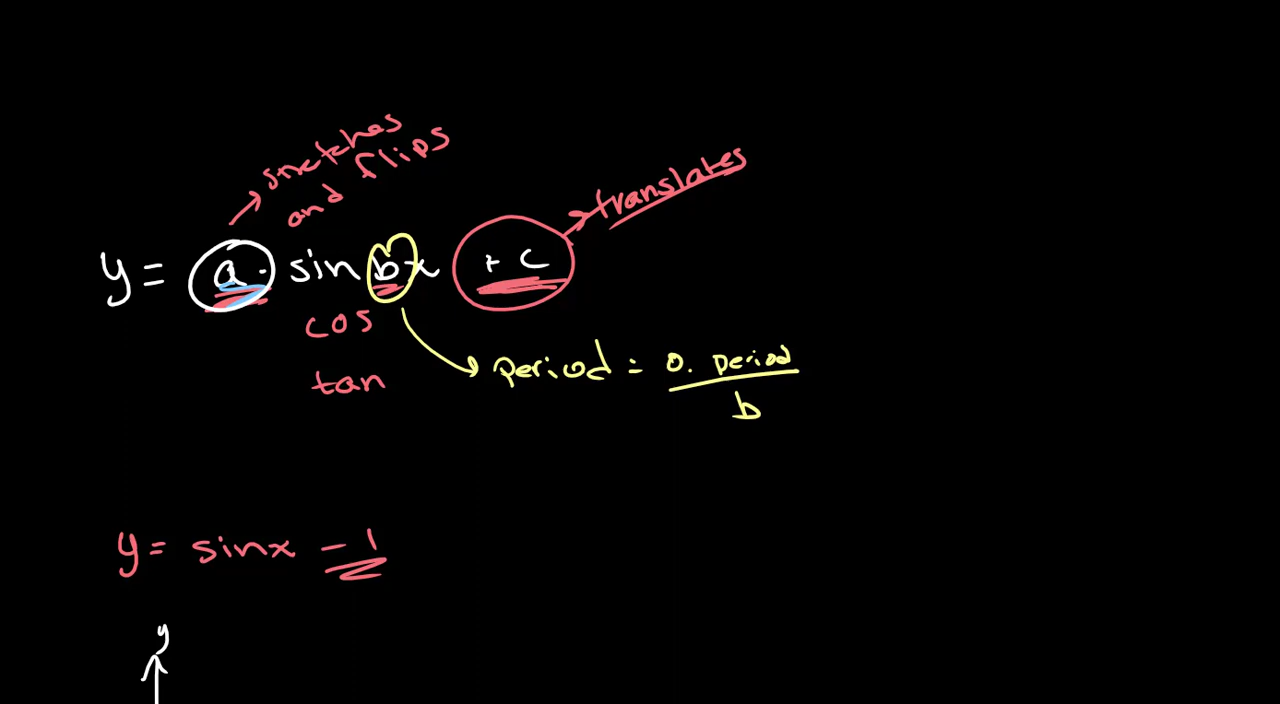 stretches
and flips
translates
y = a. sin bx + c
cos
tan
period = o. period
b
y = sinx - 1
y